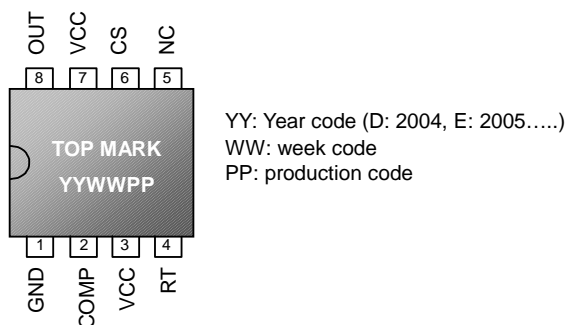 OUT VCC CS NC
8 7 6 5
TOP MARK
YYWWPP
1 2 3 4
GND COMP VCC RT
YY: Year code (D: 2004, E: 2005…..)
WW: week code
PP: production code